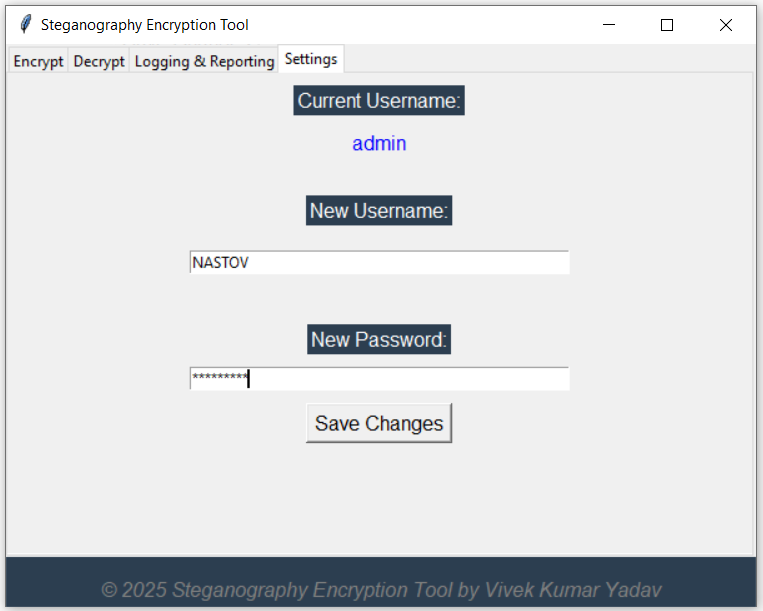 Steganography Encryption Tool
Encrypt Decrypt Logging & Reporting Settings
Current Username:
admin
New Username:
NASTOV
New Password:
*********
Save Changes
© 2025 Steganography Encryption Tool by Vivek Kumar Yadav